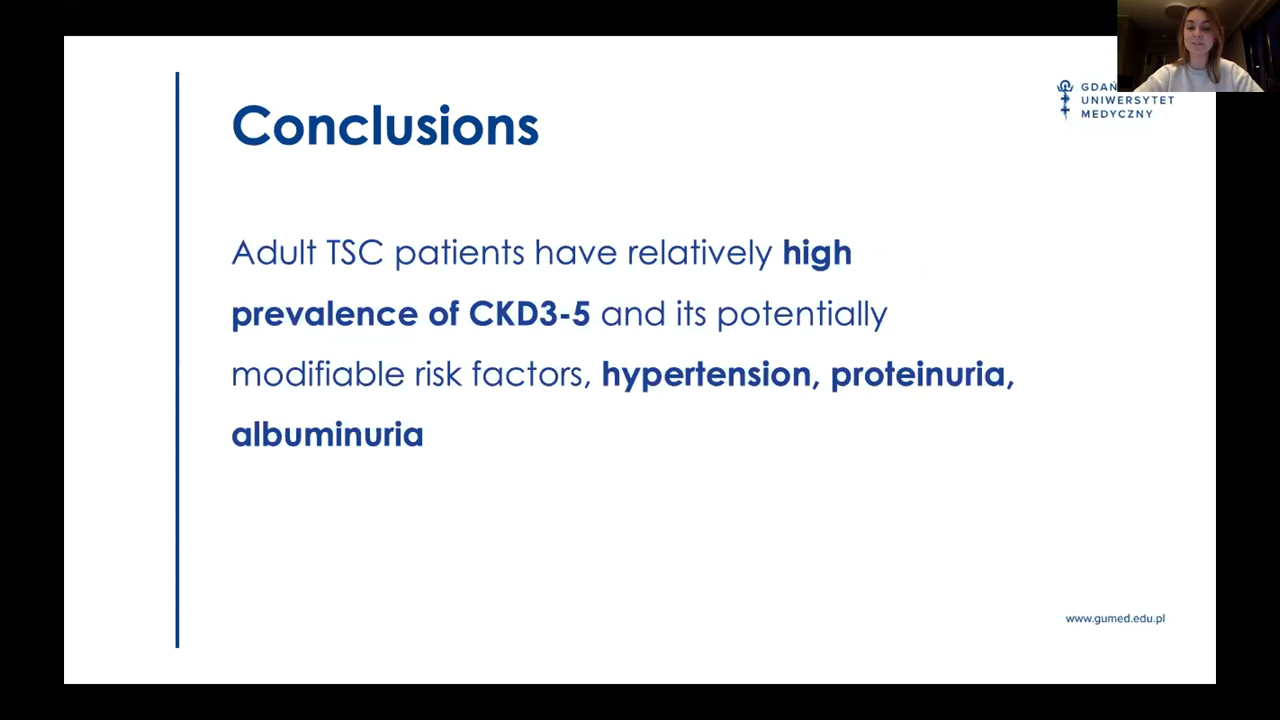 Conclusions
GDAŃ
UNIWERSYTET
MEDYCZNY
Adult TSC patients have relatively high
prevalence of CKD3-5 and its potentially
modifiable risk factors, hypertension, proteinuria,
albuminuria
www.gumed.edu.pl